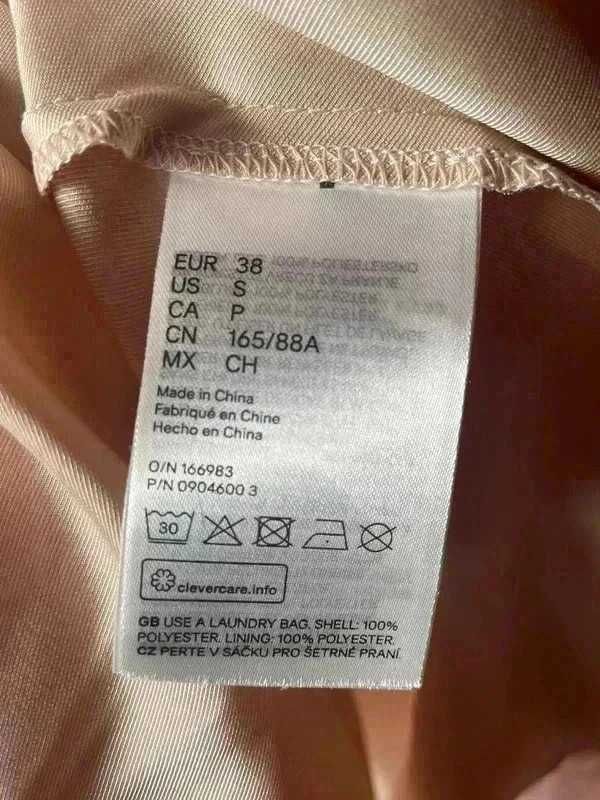 EUR 38
US S
CA P
CN 165/88A
MX CH
Made in China
Fabriqué en Chine
Hecho en China
O/N 166983
P/N 0904600 3
30
clevercare.info
GB USE A LAUNDRY BAG. SHELL: 100%
POLYESTER. LINING: 100% POLYESTER.
CZ PERTE V SÁČKU PRO ŠETRNÉ PRANÍ.